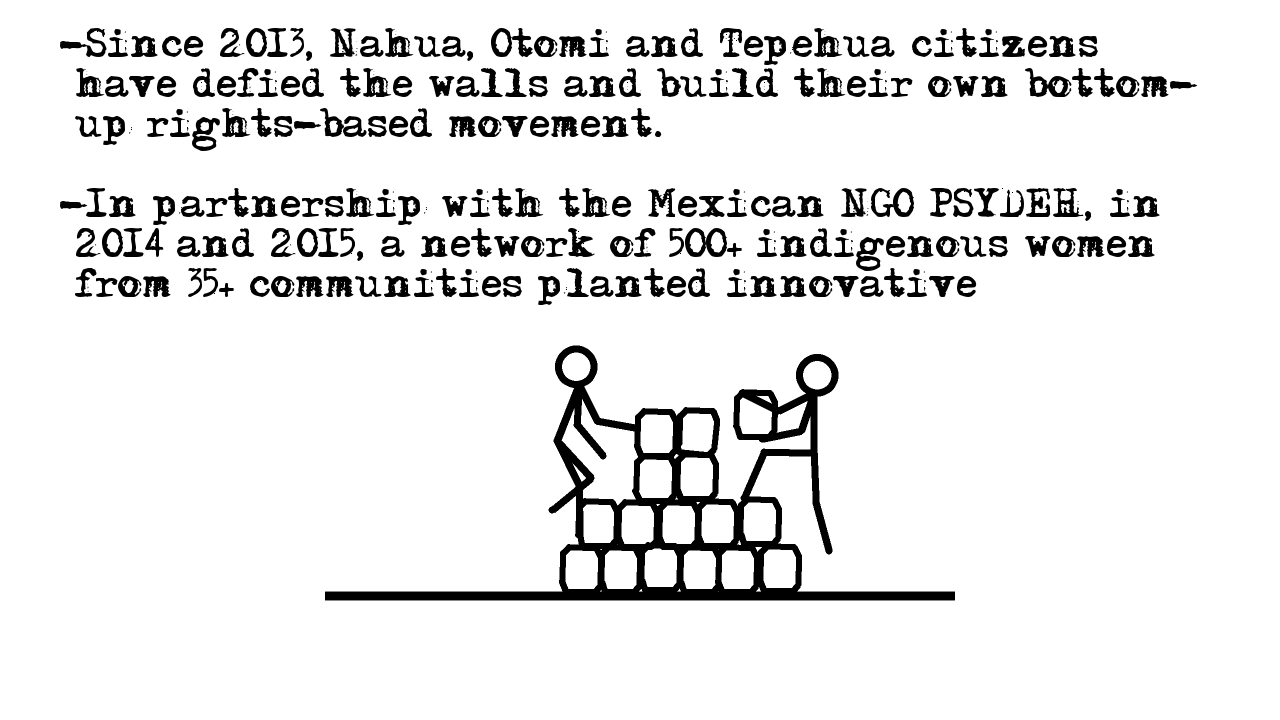 -Since 2013, Nahua, Otomi and Tepehua citizens
have defied the walls and build their own bottom-
up rights-based movement.
-In partnership with the Mexican NGO PSYDEH, in
2014 and 2015, a network of 500+ indigenous women
from 35+ communities planted innovative